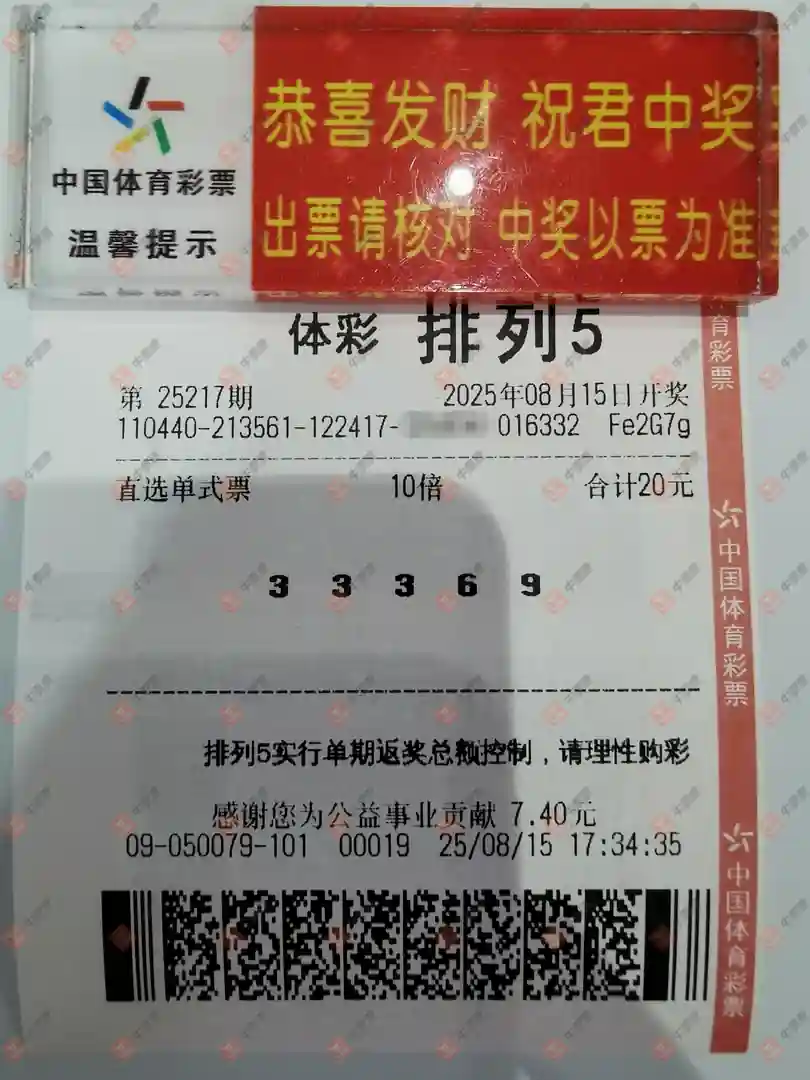 恭喜发财 祝君中奖
中国体育彩票
温馨提示
出票请核对 中奖以票为准
体彩 排列5
第 25217期 2025年08月15日开奖
110440-213561-122417- 016332 Fe2G7g
直选单式票 10倍 合计20元
3 3 3 6 9
排列5实行单期返奖总额控制，请理性购彩
感谢您为公益事业贡献 7.40元
09-050079-101 00019 25/08/15 17:34:35
育彩票
中国体育彩票
中国体育彩票